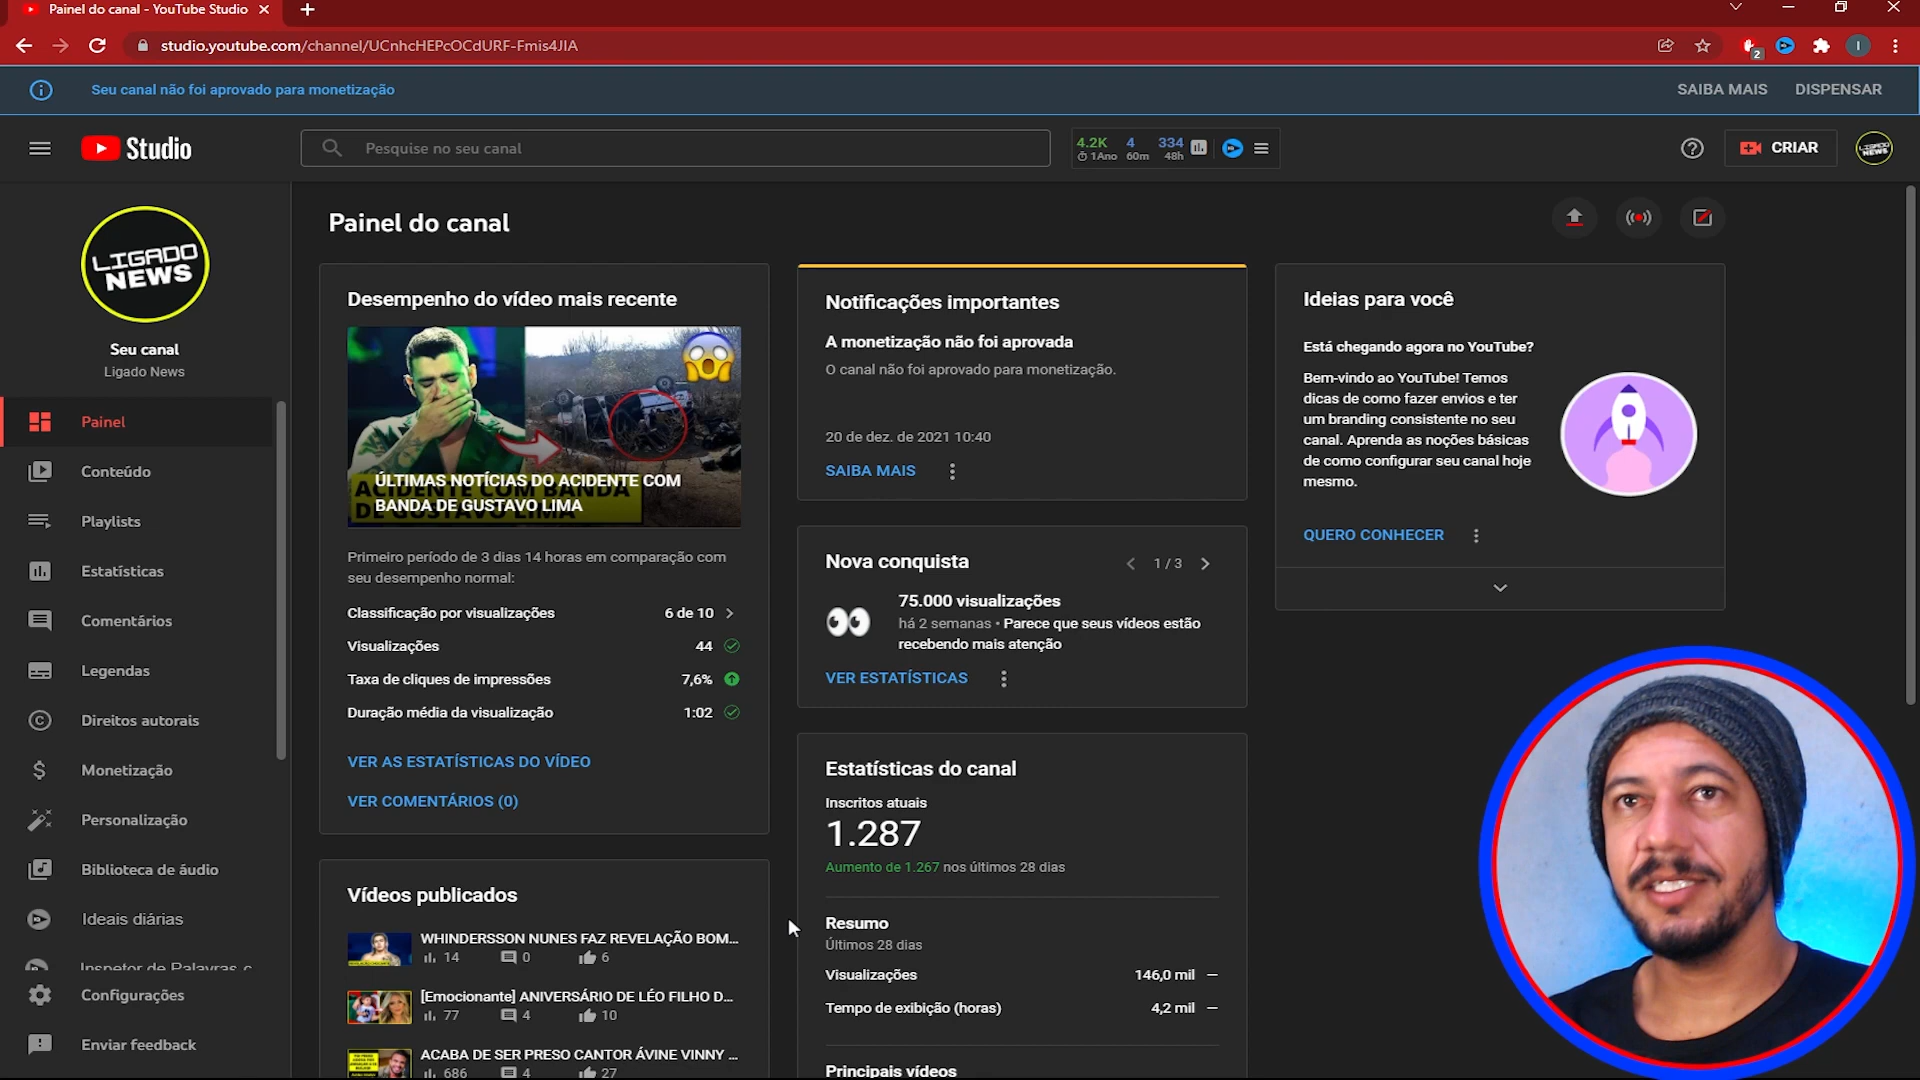 Painel do canal - YouTube Studio
studio.youtube.com/channel/UCnhcHEPcOCdURF-Fmis4JIA
2
I
Seu canal não foi aprovado para monetização
SAIBA MAIS
DISPENSAR
Studio
Pesquise no seu canal
4.2K 4 334
1Ano 60m 48h
CRIAR
LIGADO
NEWS
LIGADO
NEWS
Seu canal
Ligado News
Painel
Conteúdo
Playlists
Estatísticas
Comentários
Legendas
Direitos autorais
Monetização
Personalização
Biblioteca de áudio
Ideais diárias
Inspetor de Palavras c
Configurações
Enviar feedback
Painel do canal
Desempenho do vídeo mais recente
ÚLTIMAS NOTÍCIAS DO ACIDENTE COM
BANDA DE GUSTAVO LIMA
ACIDENTE COM BANDA
DE GUSTAVO LIMA
Primeiro período de 3 dias 14 horas em comparação com
seu desempenho normal:
Classificação por visualizações 6 de 10
Visualizações 44
Taxa de cliques de impressões 7,6%
Duração média da visualização 1:02
VER AS ESTATÍSTICAS DO VÍDEO
VER COMENTÁRIOS (0)
Vídeos publicados
WHINDERSSON NUNES FAZ REVELAÇÃO BOM...
14 0 6
[Emocionante] ANIVERSÁRIO DE LÉO FILHO D...
77 4 10
ACABA DE SER PRESO CANTOR ÁVINE VINNY ...
686 4 27
Notificações importantes
A monetização não foi aprovada
O canal não foi aprovado para monetização.
20 de dez. de 2021 10:40
SAIBA MAIS
Nova conquista
1 / 3
75.000 visualizações
há 2 semanas • Parece que seus vídeos estão
recebendo mais atenção
VER ESTATÍSTICAS
Estatísticas do canal
Inscritos atuais
1.287
Aumento de 1.267 nos últimos 28 dias
Resumo
Últimos 28 dias
Visualizações 146,0 mil —
Tempo de exibição (horas) 4,2 mil —
Principais vídeos
Ideias para você
Está chegando agora no YouTube?
Bem-vindo ao YouTube! Temos
dicas de como fazer envios e ter
um branding consistente no seu
canal. Aprenda as noções básicas
de como configurar seu canal hoje
mesmo.
QUERO CONHECER